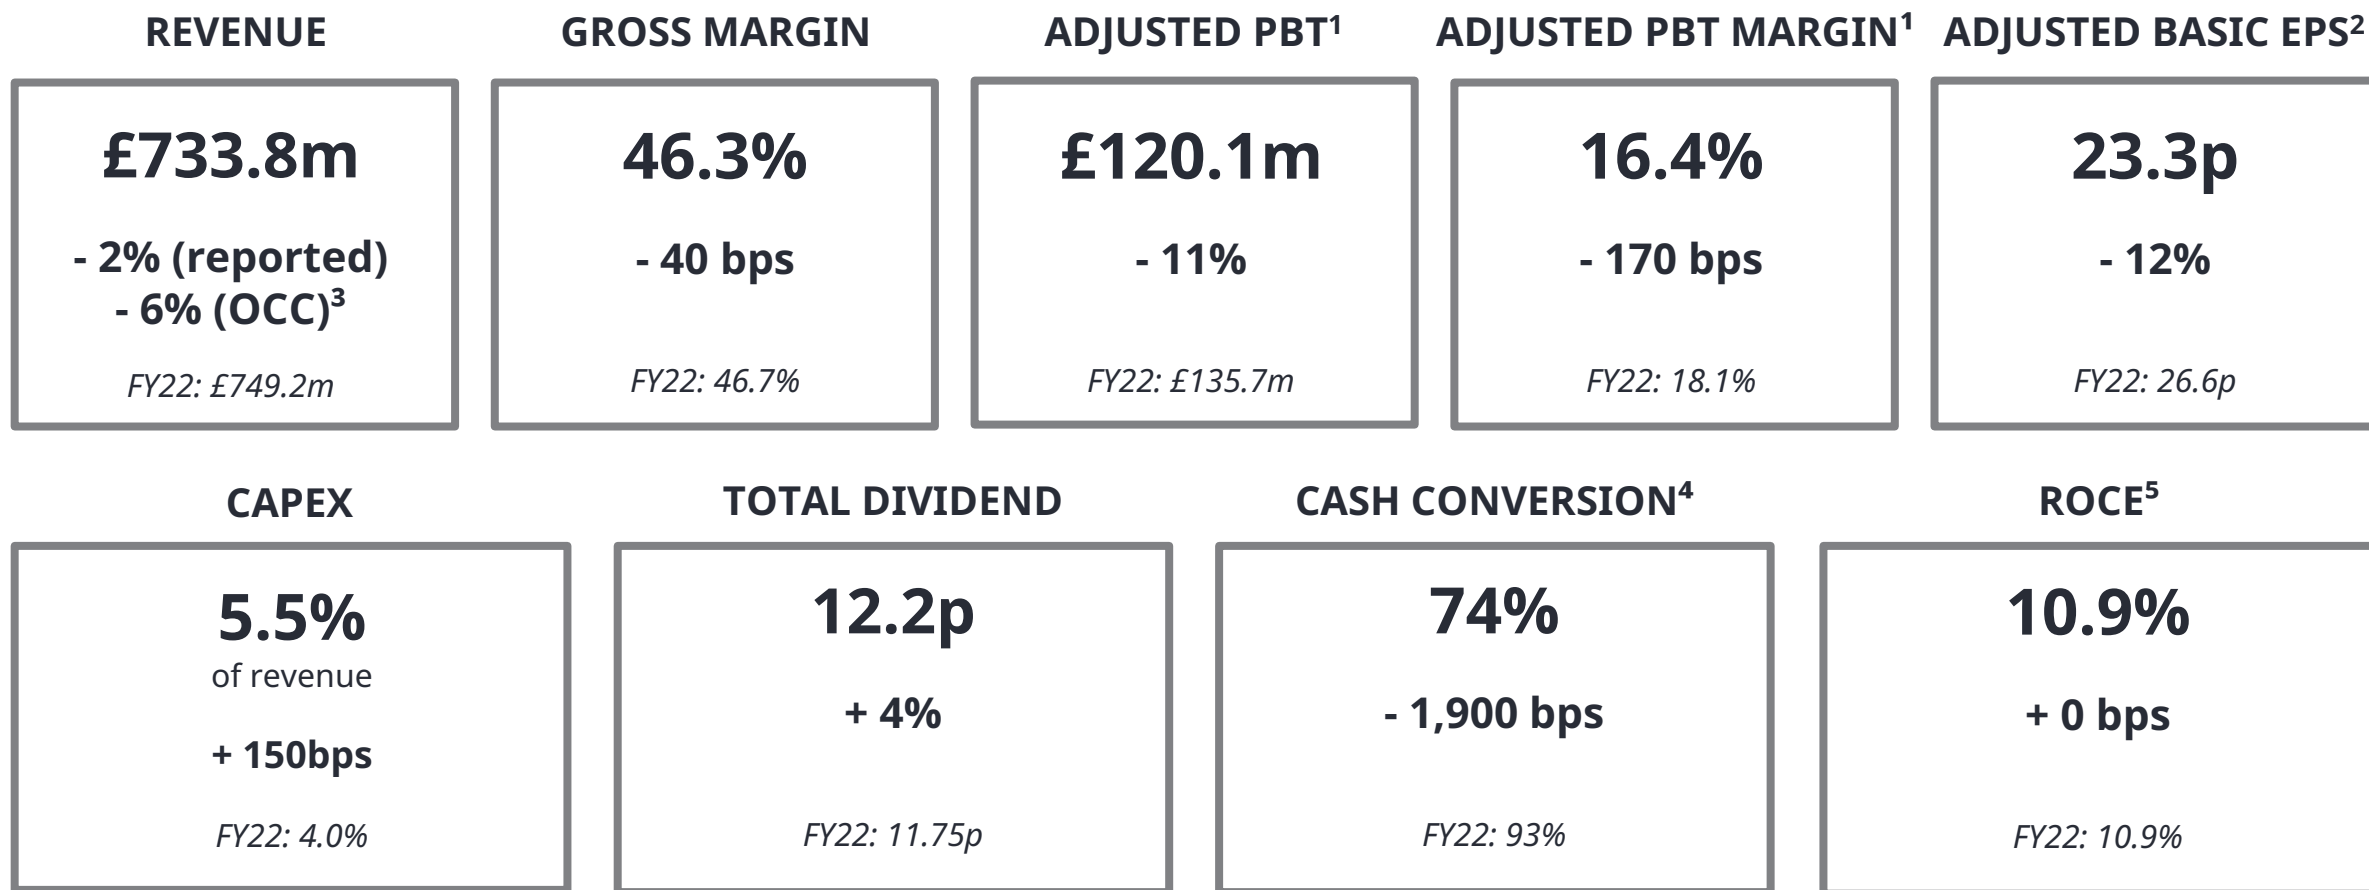 REVENUE
GROSS MARGIN
ADJUSTED PBT¹
ADJUSTED PBT MARGIN¹
ADJUSTED BASIC EPS²
£733.8m
- 2% (reported)
- 6% (OCC)³
FY22: £749.2m
46.3%
- 40 bps
FY22: 46.7%
£120.1m
- 11%
FY22: £135.7m
16.4%
- 170 bps
FY22: 18.1%
23.3p
- 12%
FY22: 26.6p
CAPEX
TOTAL DIVIDEND
CASH CONVERSION⁴
ROCE⁵
5.5%
of revenue
+ 150bps
FY22: 4.0%
12.2p
+ 4%
FY22: 11.75p
74%
- 1,900 bps
FY22: 93%
10.9%
+ 0 bps
FY22: 10.9%